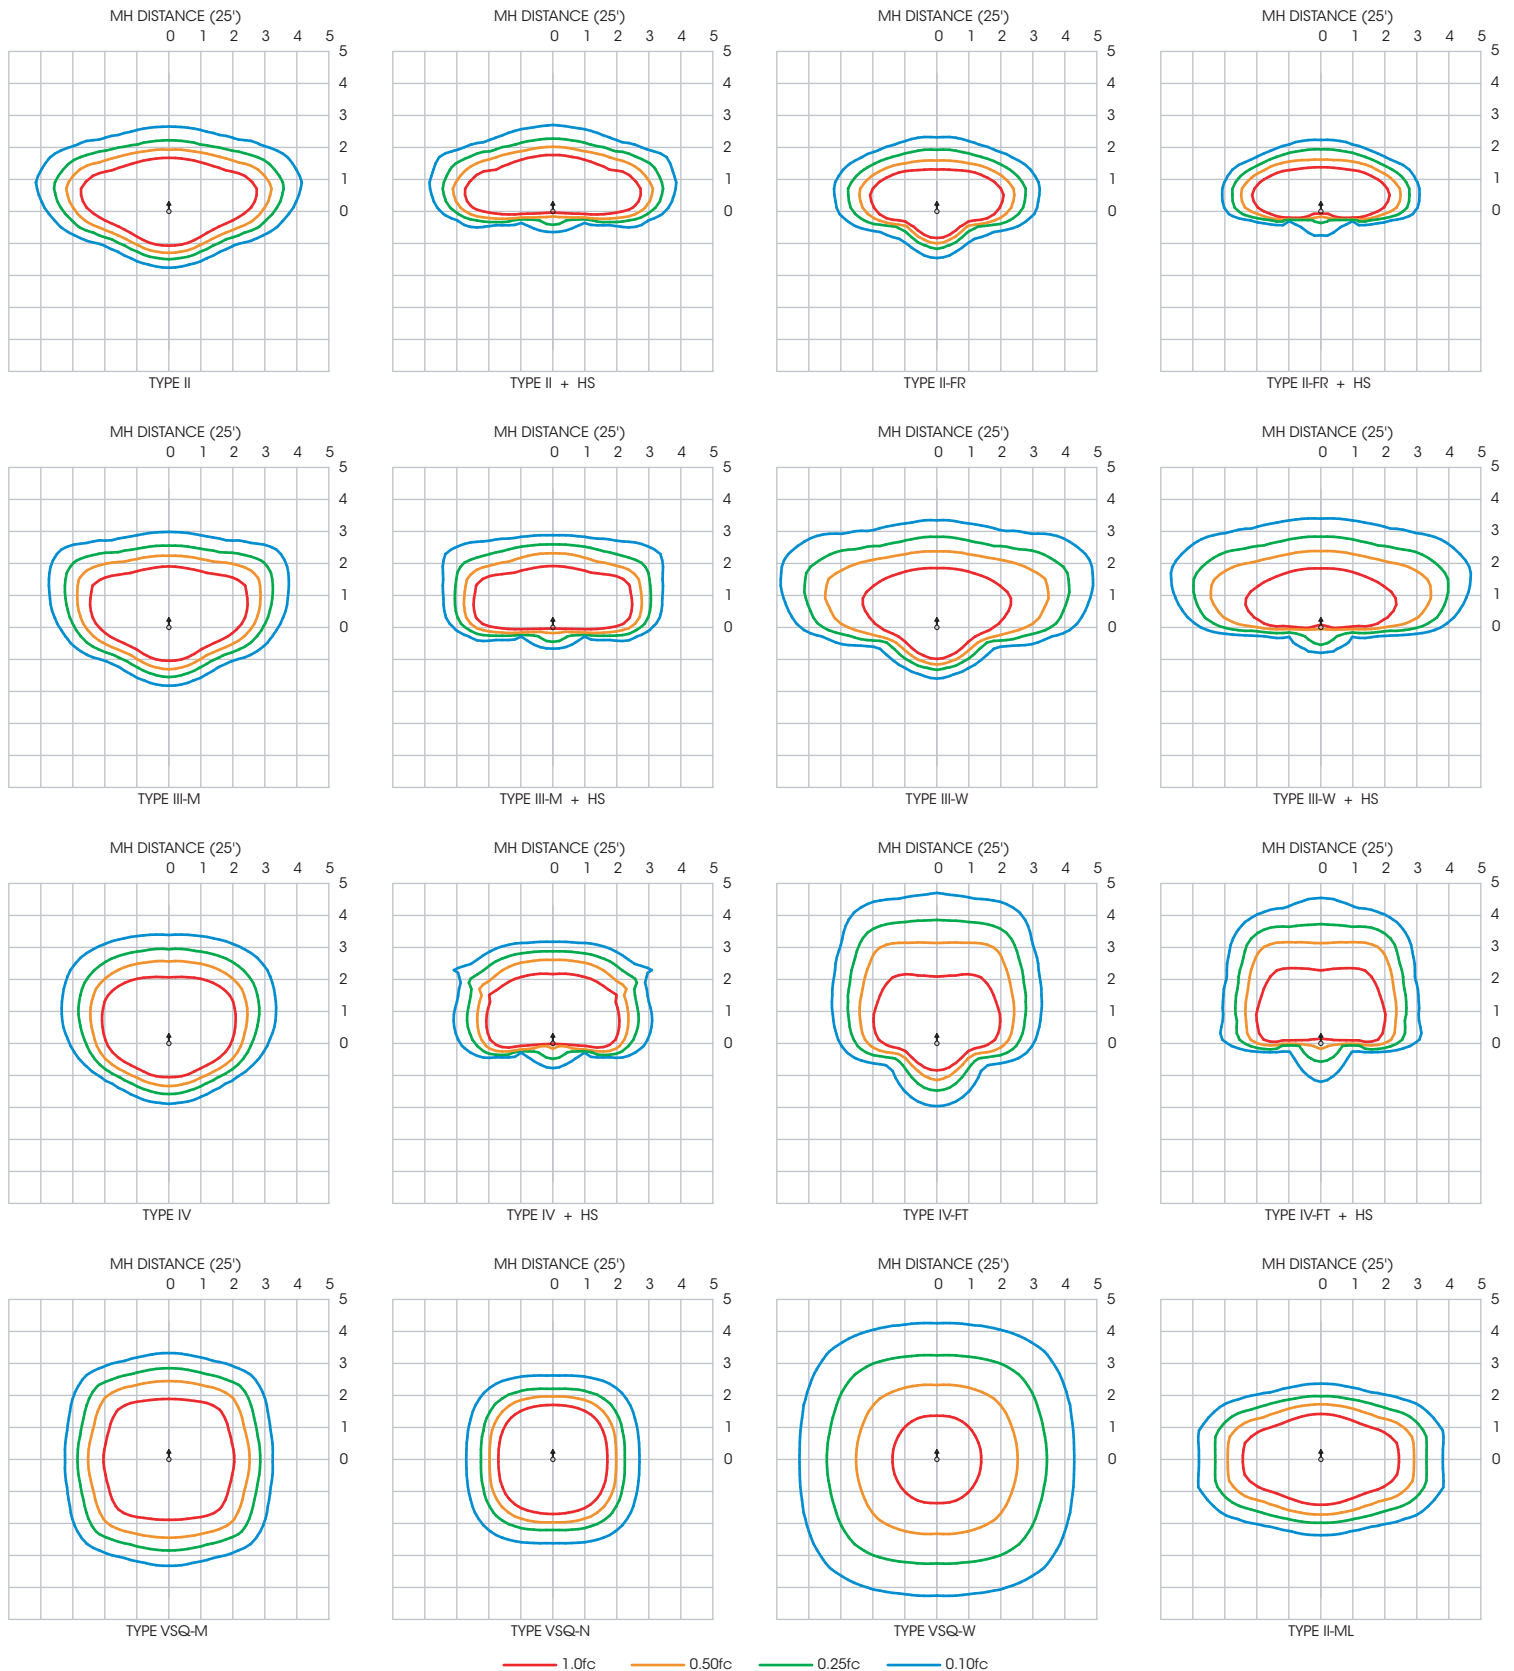 MH DISTANCE (25') MH DISTANCE (25') MH DISTANCE (25') MH DISTANCE (25')
0 1 2 3 4 5 0 1 2 3 4 5 0 1 2 3 4 5 0 1 2 3 4 5
5 5 5 5
4 4 4 4
3 3 3 3
2 2 2 2
1 1 1 1
0 0 0 0
TYPE II TYPE II + HS TYPE II-FR TYPE II-FR + HS
MH DISTANCE (25') MH DISTANCE (25') MH DISTANCE (25') MH DISTANCE (25')
0 1 2 3 4 5 0 1 2 3 4 5 0 1 2 3 4 5 0 1 2 3 4 5
5 5 5 5
4 4 4 4
3 3 3 3
2 2 2 2
1 1 1 1
0 0 0 0
TYPE III-M TYPE III-M + HS TYPE III-W TYPE III-W + HS
MH DISTANCE (25') MH DISTANCE (25') MH DISTANCE (25') MH DISTANCE (25')
0 1 2 3 4 5 0 1 2 3 4 5 0 1 2 3 4 5 0 1 2 3 4 5
5 5 5 5
4 4 4 4
3 3 3 3
2 2 2 2
1 1 1 1
0 0 0 0
TYPE IV TYPE IV + HS TYPE IV-FT TYPE IV-FT + HS
MH DISTANCE (25') MH DISTANCE (25') MH DISTANCE (25') MH DISTANCE (25')
0 1 2 3 4 5 0 1 2 3 4 5 0 1 2 3 4 5 0 1 2 3 4 5
5 5 5 5
4 4 4 4
3 3 3 3
2 2 2 2
1 1 1 1
0 0 0 0
TYPE VSQ-M TYPE VSQ-N TYPE VSQ-W TYPE II-ML
1.0fc 0.50fc 0.25fc 0.10fc